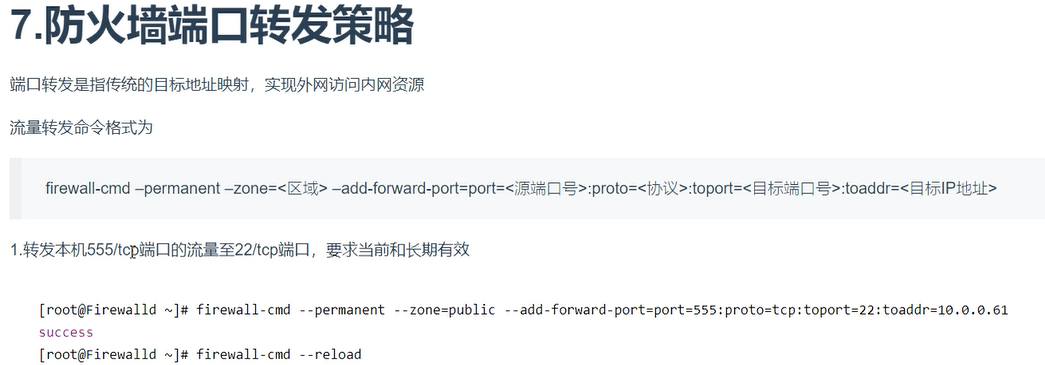 7.防火墙端口转发策略
端口转发是指传统的目标地址映射，实现外网访问内网资源
流量转发命令格式为
firewall-cmd –permanent –zone=<区域> –add-forward-port=port=<源端口号>:proto=<协议>:toport=<目标端口号>:toaddr=<目标IP地址>
1.转发本机555/tcp端口的流量至22/tcp端口，要求当前和长期有效
[root@Firewalld ~]# firewall-cmd --permanent --zone=public --add-forward-port=port=555:proto=tcp:toport=22:toaddr=10.0.0.61
success
[root@Firewalld ~]# firewall-cmd --reload